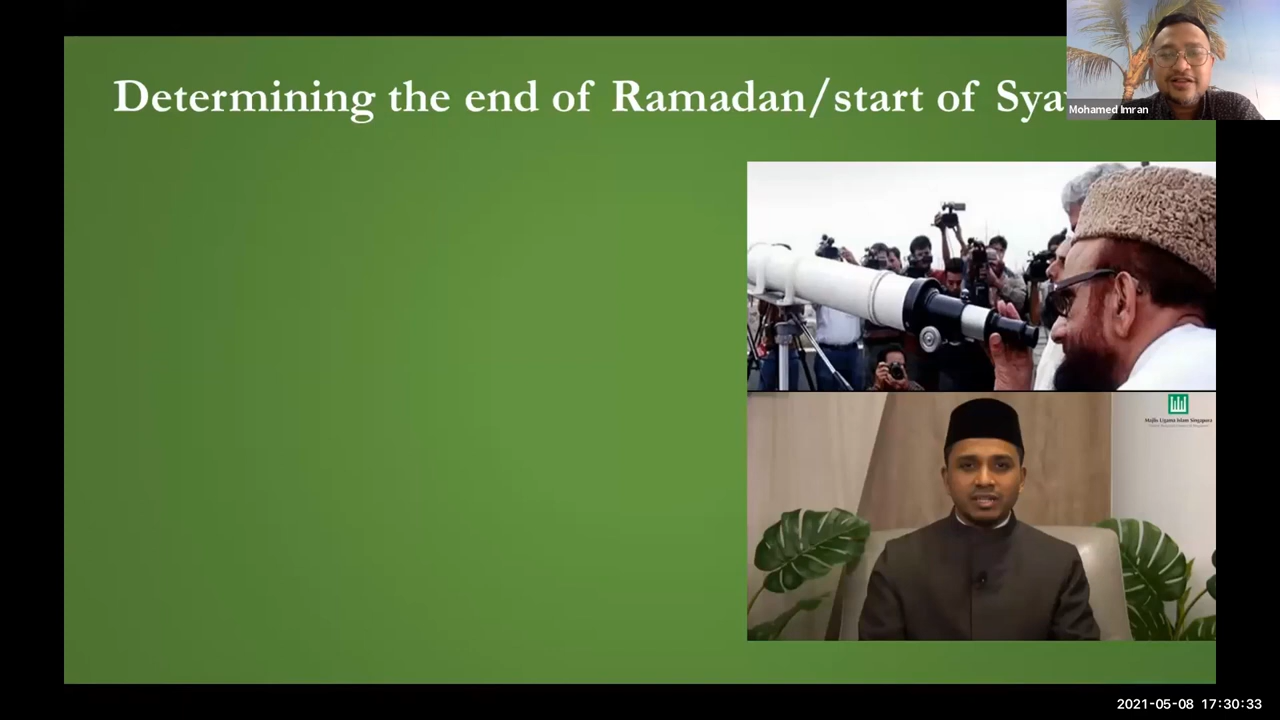 Determining the end of Ramadan/start of Sya
Mohamed Imran
Majlis Ugama Islam Singapura
2021-05-08 17:30:33